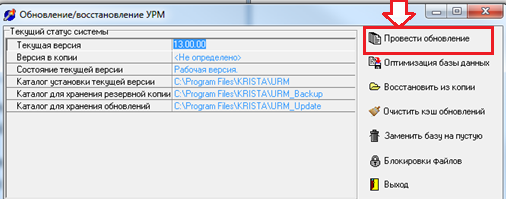 Обновление/восстановление УРМ
Текущий статус системы
Текущая версия 13.00.00
Версия в копии <Не определено>
Состояние текущей версии Рабочая версия.
Каталог установки текущей версии C:\Program Files\KRISTA\URM
Каталог для хранения резервной копии C:\Program Files\KRISTA\URM_Backup
Каталог для хранения обновлений C:\Program Files\KRISTA\URM_Update
Провести обновление
Оптимизация базы данных
Восстановить из копии
Очистить кэш обновлений
Заменить базу на пустую
Блокировки файлов
Выход